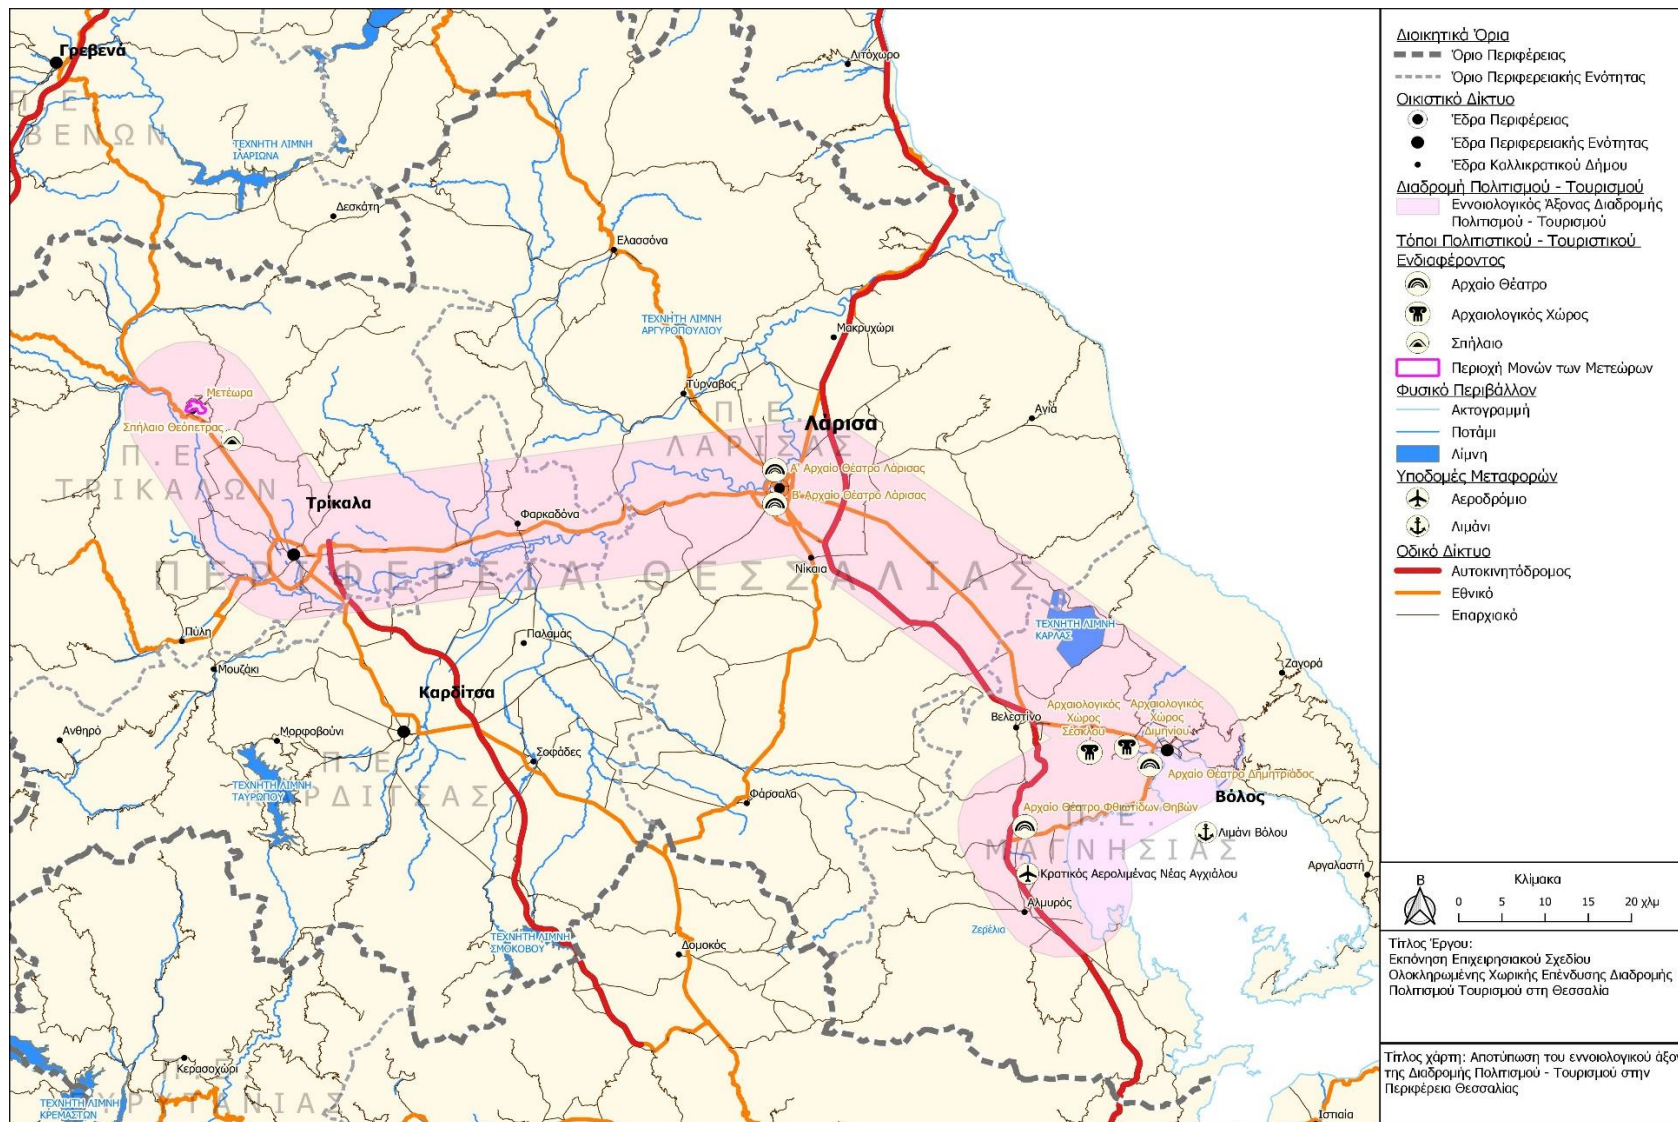 Γρεβενά
Π.Ε.
ΒΕΝΩΝ
ΤΕΧΝΗΤΗ ΛΙΜΝΗ
ΙΛΑΡΙΩΝΑ
Λιτόχωρο
Δεσκάτη
Ελασσόνα
ΤΕΧΝΗΤΗ ΛΙΜΝΗ
ΑΡΓΥΡΟΠΟΥΛΙΟΥ
Μακρυχώρι
Τύρναβος
Αγιά
Μετέωρα
Σπήλαιο Θεόπετρας
Π.Ε
ΤΡΙΚΑΛΩΝ
Π.Ε
ΛΑΡΙΣΑΣ
Λάρισα
Α' Αρχαίο Θέατρο Λάρισας
Β' Αρχαίο Θέατρο Λάρισας
Τρίκαλα
Φαρκαδόνα
Νίκαια
ΠΕΡΙΦΕΡΕΙΑ ΘΕΣΣΑΛΙΑΣ
ΤΕΧΝΗΤΗ ΛΙΜΝΗ
ΚΑΡΛΑΣ
Πύλη
Παλαμάς
Μουζάκι
Ζαγορά
Καρδίτσα
Ανθηρό
Μορφοβούνι
Σοφάδες
Βελεστίνο
Αρχαιολογικός
Χώρος
Σέσκλου
Αρχαιολογικός
Χώρος
Διμηνίου
Αρχαίο Θέατρο Δημητριάδος
Βόλος
Π.Ε
ΑΡΔΙΤΣΑΣ
ΤΕΧΝΗΤΗ ΛΙΜΝΗ
ΤΑΥΡΩΠΟΥ
Φάρσαλα
Αρχαίο Θέατρο Φθιωτίδων Θηβών
Π.Ε.
ΜΑΓΝΗΣΙΑΣ
Λιμάνι Βόλου
Κρατικός Αερολιμένας Νέας Αγχιάλου
Αργαλαστή
Αλμυρός
Ζερέλια
ΤΕΧΝΗΤΗ ΛΙΜΝΗ
ΣΜΟΚΟΒΟΥ
Δομοκός
Κερασοχώρι
Π.Ε.
ΥΡΥΤΑΝΙΑΣ
ΤΕΧΝΗΤΗ ΛΙΜΝΗ
ΚΡΕΜΑΣΤΩΝ
Ιστιαία
Διοικητικά Όρια
Όριο Περιφέρειας
Όριο Περιφερειακής Ενότητας
Οικιστικό Δίκτυο
Έδρα Περιφέρειας
Έδρα Περιφερειακής Ενότητας
Έδρα Καλλικρατικού Δήμου
Διαδρομή Πολιτισμού - Τουρισμού
Εννοιολογικός Άξονας Διαδρομής
Πολιτισμού - Τουρισμού
Τόποι Πολιτιστικού - Τουριστικού
Ενδιαφέροντος
Αρχαίο Θέατρο
Αρχαιολογικός Χώρος
Σπήλαιο
Περιοχή Μονών των Μετεώρων
Φυσικό Περιβάλλον
Ακτογραμμή
Ποτάμι
Λίμνη
Υποδομές Μεταφορών
Αεροδρόμιο
Λιμάνι
Οδικό Δίκτυο
Αυτοκινητόδρομος
Εθνικό
Επαρχιακό
Β
Κλίμακα
0 5 10 15 20 χλμ
Τίτλος Έργου:
Εκπόνηση Επιχειρησιακού Σχεδίου
Ολοκληρωμένης Χωρικής Επένδυσης Διαδρομής
Πολιτισμού Τουρισμού στη Θεσσαλία
Τίτλος χάρτη: Αποτύπωση του εννοιολογικού άξο
της Διαδρομής Πολιτισμού - Τουρισμού στην
Περιφέρεια Θεσσαλίας